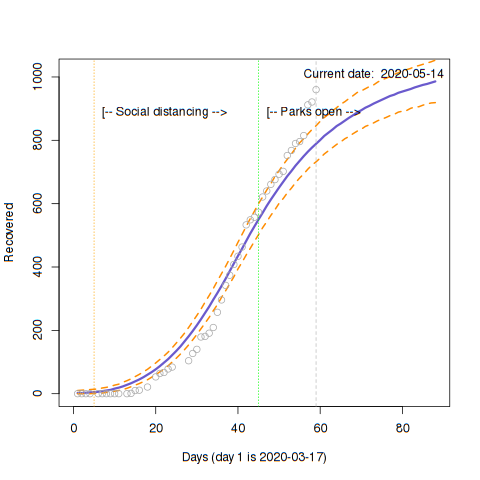 Current date:  2020-05-14
[-- Social distancing -->
[-- Parks open -->
Recovered
1000
800
600
400
200
0
0 20 40 60 80
Days (day 1 is 2020-03-17)